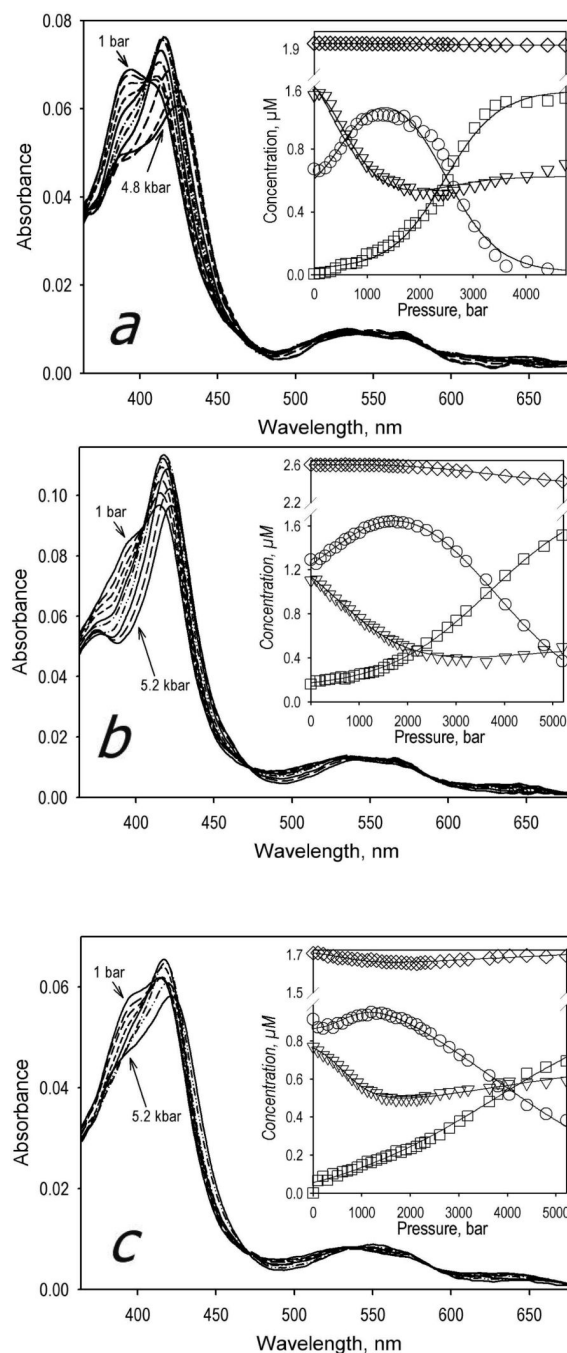 0.08
0.06
0.04
0.02
0.00
Absorbance
1 bar
4.8 kbar
a
400 450 500 550 600 650
Wavelength, nm
1.9
1.6
0.8
0.4
0.0
Concentration, µM
0 1000 2000 3000 4000
Pressure, bar
0.10
0.08
0.06
0.04
0.02
0.00
Absorbance
1 bar
5.2 kbar
b
400 450 500 550 600 650
Wavelength, nm
2.6
2.2
1.6
1.2
0.8
0.4
0.0
Concentration, µM
0 1000 2000 3000 4000 5000
Pressure, bar
0.06
0.04
0.02
0.00
Absorbance
1 bar
5.2 kbar
c
400 450 500 550 600 650
Wavelength, nm
1.7
1.5
0.8
0.6
0.4
0.2
0.0
Concentration, µM
0 1000 2000 3000 4000 5000
Pressure, bar